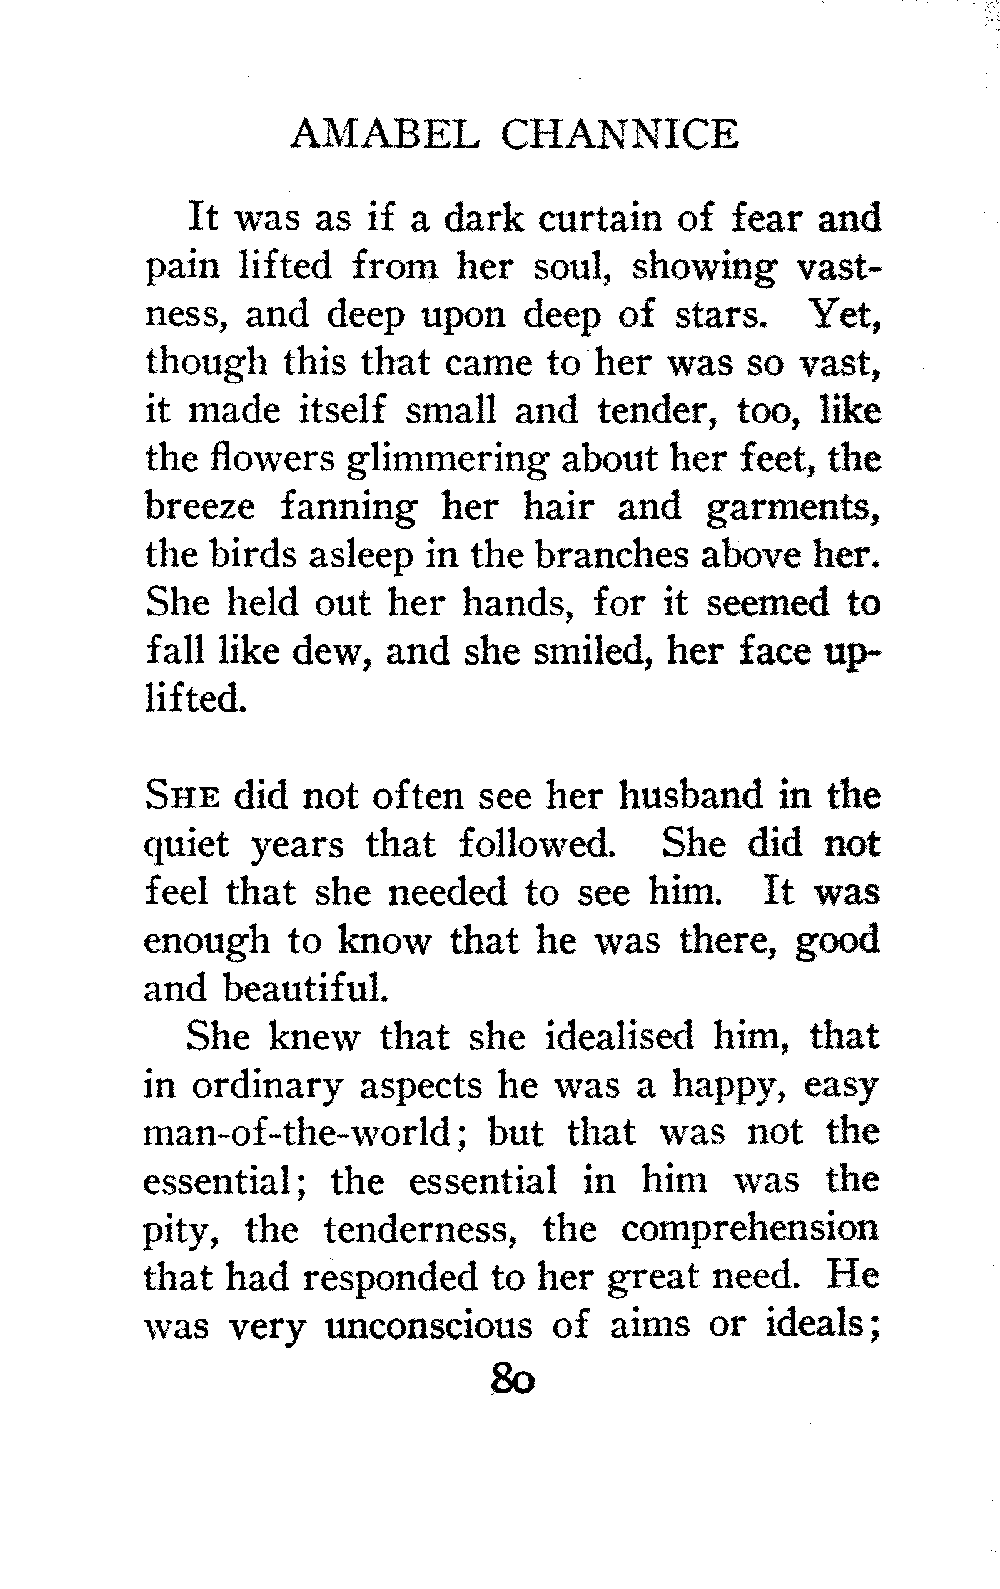 AMABEL CHANNICE
It was as if a dark curtain of fear and
pain lifted from her soul, showing vast-
ness, and deep upon deep of stars. Yet,
though this that came to her was so vast,
it made itself small and tender, too, like
the flowers glimmering about her feet, the
breeze fanning her hair and garments,
the birds asleep in the branches above her.
She held out her hands, for it seemed to
fall like dew, and she smiled, her face up-
lifted.
SHE did not often see her husband in the
quiet years that followed. She did not
feel that she needed to see him. It was
enough to know that he was there, good
and beautiful.
She knew that she idealised him, that
in ordinary aspects he was a happy, easy
man-of-the-world; but that was not the
essential; the essential in him was the
pity, the tenderness, the comprehension
that had responded to her great need. He
was very unconscious of aims or ideals;
80